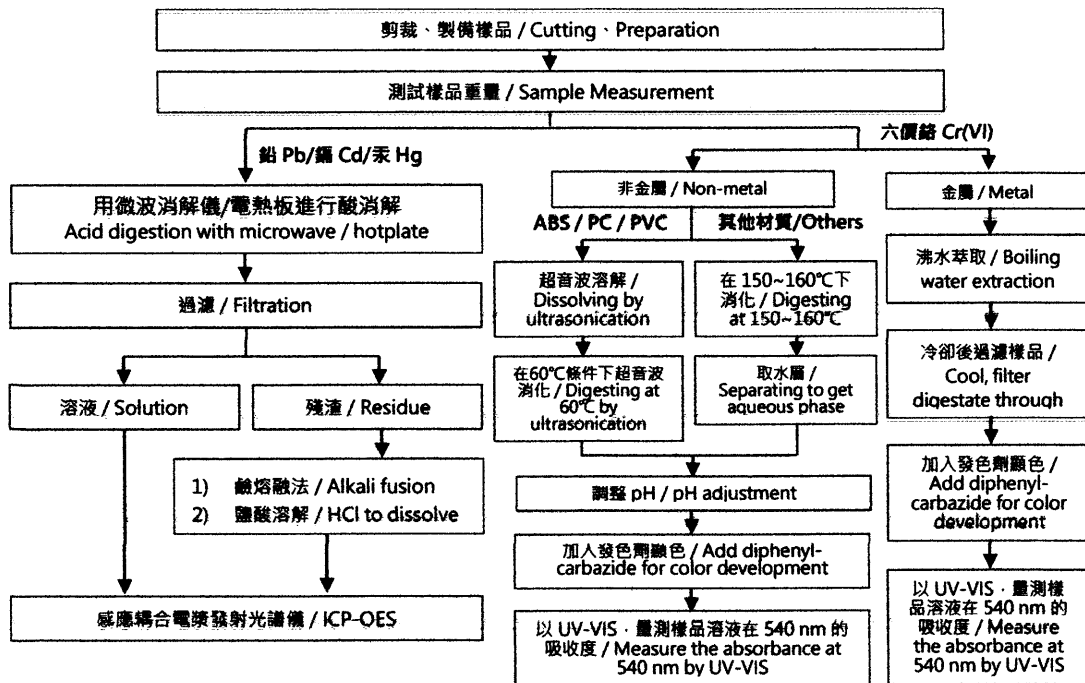 剪裁、製備樣品 / Cutting、Preparation
測試樣品重量 / Sample Measurement
鉛 Pb/鎘 Cd/汞 Hg
用微波消解儀/電熱板進行酸消解
Acid digestion with microwave / hotplate
過濾 / Filtration
溶液 / Solution
殘渣 / Residue
1) 鹼熔融法 / Alkali fusion
2) 鹽酸溶解 / HCl to dissolve
感應耦合電漿發射光譜儀 / ICP-OES
六價鉻 Cr(VI)
非金屬 / Non-metal
ABS / PC / PVC
超音波溶解 /
Dissolving by
ultrasonication
在60℃條件下超音波
消化 / Digesting at
60℃ by
ultrasonication
其他材質/Others
在 150~160℃下
消化 / Digesting
at 150~160℃
取水層 /
Separating to get
aqueous phase
調整 pH / pH adjustment
加入發色劑顯色 / Add diphenyl-
carbazide for color development
以 UV-VIS，量測樣品溶液在 540 nm 的
吸收度 / Measure the absorbance at
540 nm by UV-VIS
金屬 / Metal
沸水萃取 / Boiling
water extraction
冷卻後過濾樣品 /
Cool, filter
digestate through
加入發色劑顯色 /
Add diphenyl-
carbazide for color
development
以 UV-VIS，量測樣
品溶液在 540 nm 的
吸收度 / Measure
the absorbance at
540 nm by UV-VIS